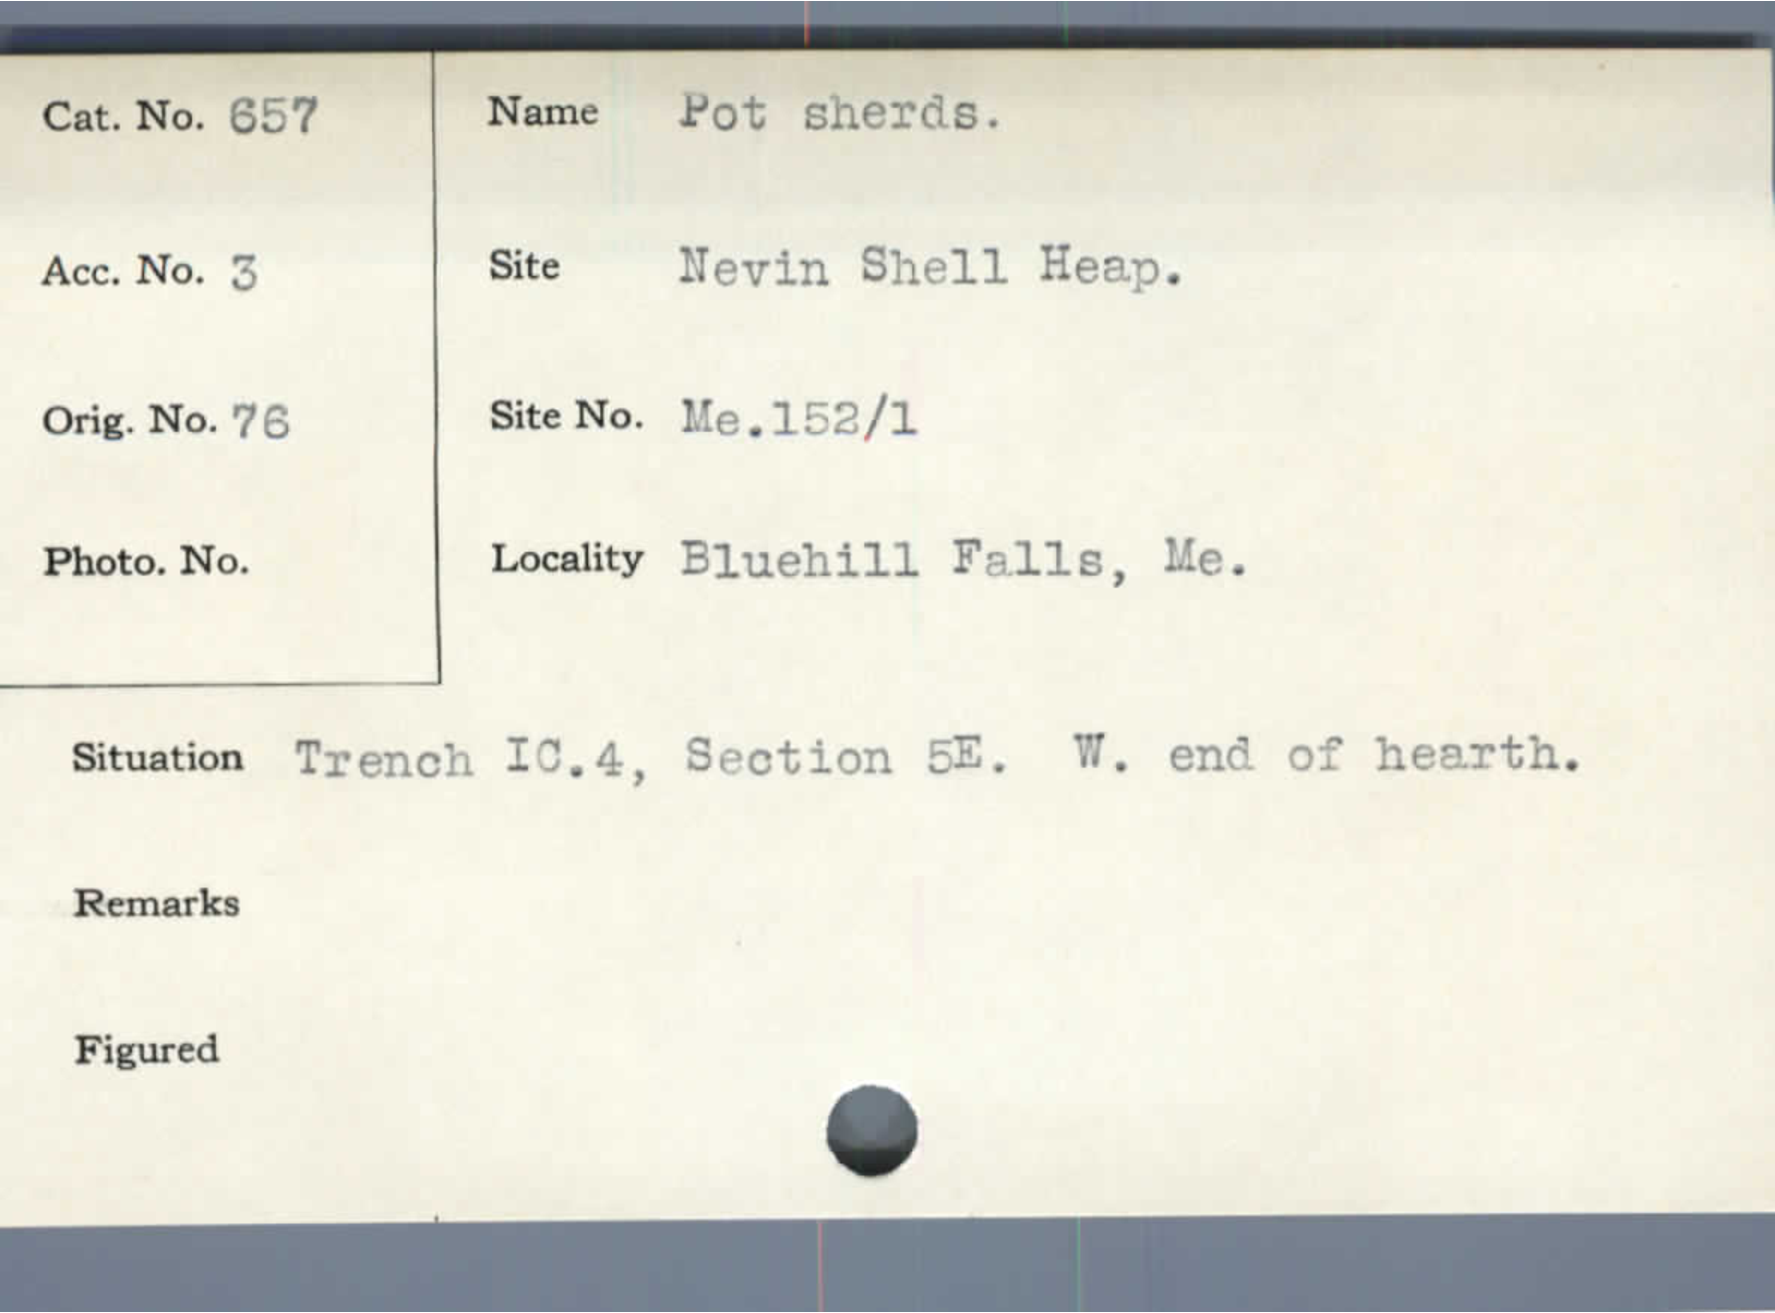 Cat. No. 657 Name Pot sherds.
Acc. No. 3 Site Nevin Shell Heap.
Orig. No. 76 Site No. Me.152/1
Photo. No. Locality Bluehill Falls, Me.
Situation Trench IC.4, Section 5E. W. end of hearth.
Remarks
Figured